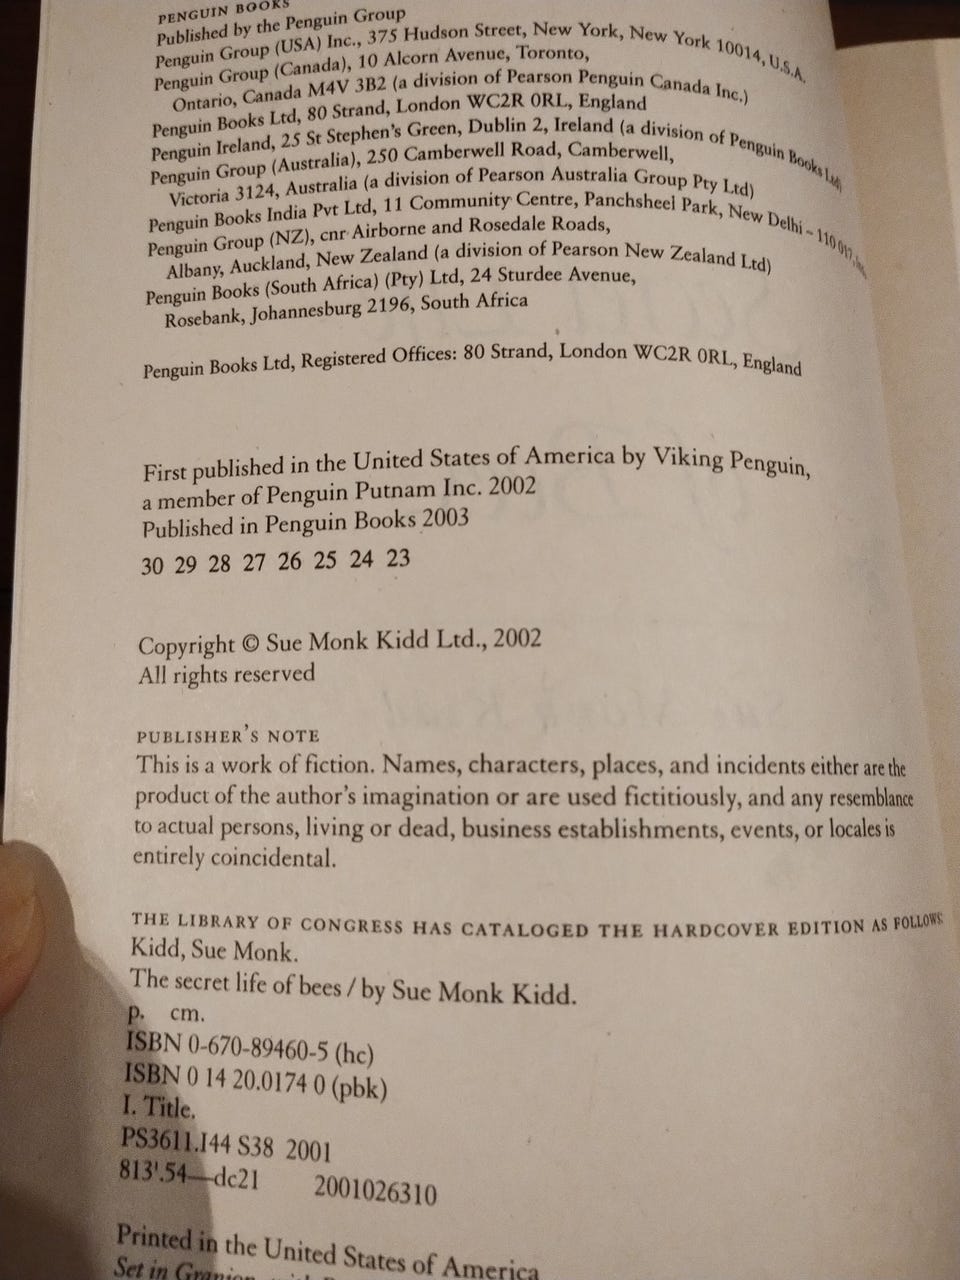 PENGUIN BOOKS
Published by the Penguin Group
Penguin Group (USA) Inc., 375 Hudson Street, New York, New York 10014, U.S.A.
Penguin Group (Canada), 10 Alcorn Avenue, Toronto,
Ontario, Canada M4V 3B2 (a division of Pearson Penguin Canada Inc.)
Penguin Books Ltd, 80 Strand, London WC2R 0RL, England
Penguin Ireland, 25 St Stephen's Green, Dublin 2, Ireland (a division of Penguin Books Ltd)
Penguin Group (Australia), 250 Camberwell Road, Camberwell,
Victoria 3124, Australia (a division of Pearson Australia Group Pty Ltd)
Penguin Books India Pvt Ltd, 11 Community Centre, Panchsheel Park, New Delhi – 110 017,
Penguin Group (NZ), cnr Airborne and Rosedale Roads,
Albany, Auckland, New Zealand (a division of Pearson New Zealand Ltd)
Penguin Books (South Africa) (Pty) Ltd, 24 Sturdee Avenue,
Rosebank, Johannesburg 2196, South Africa
Penguin Books Ltd, Registered Offices: 80 Strand, London WC2R 0RL, England
First published in the United States of America by Viking Penguin,
a member of Penguin Putnam Inc. 2002
Published in Penguin Books 2003
30 29 28 27 26 25 24 23
Copyright © Sue Monk Kidd Ltd., 2002
All rights reserved
PUBLISHER'S NOTE
This is a work of fiction. Names, characters, places, and incidents either are the
product of the author's imagination or are used fictitiously, and any resemblance
to actual persons, living or dead, business establishments, events, or locales is
entirely coincidental.
THE LIBRARY OF CONGRESS HAS CATALOGED THE HARDCOVER EDITION AS FOLLOWS:
Kidd, Sue Monk.
The secret life of bees / by Sue Monk Kidd.
p. cm.
ISBN 0-670-89460-5 (hc)
ISBN 0 14 20.0174 0 (pbk)
I. Title.
PS3611.I44 S38 2001
813'.54—dc21 2001026310
Printed in the United States of America
Set in